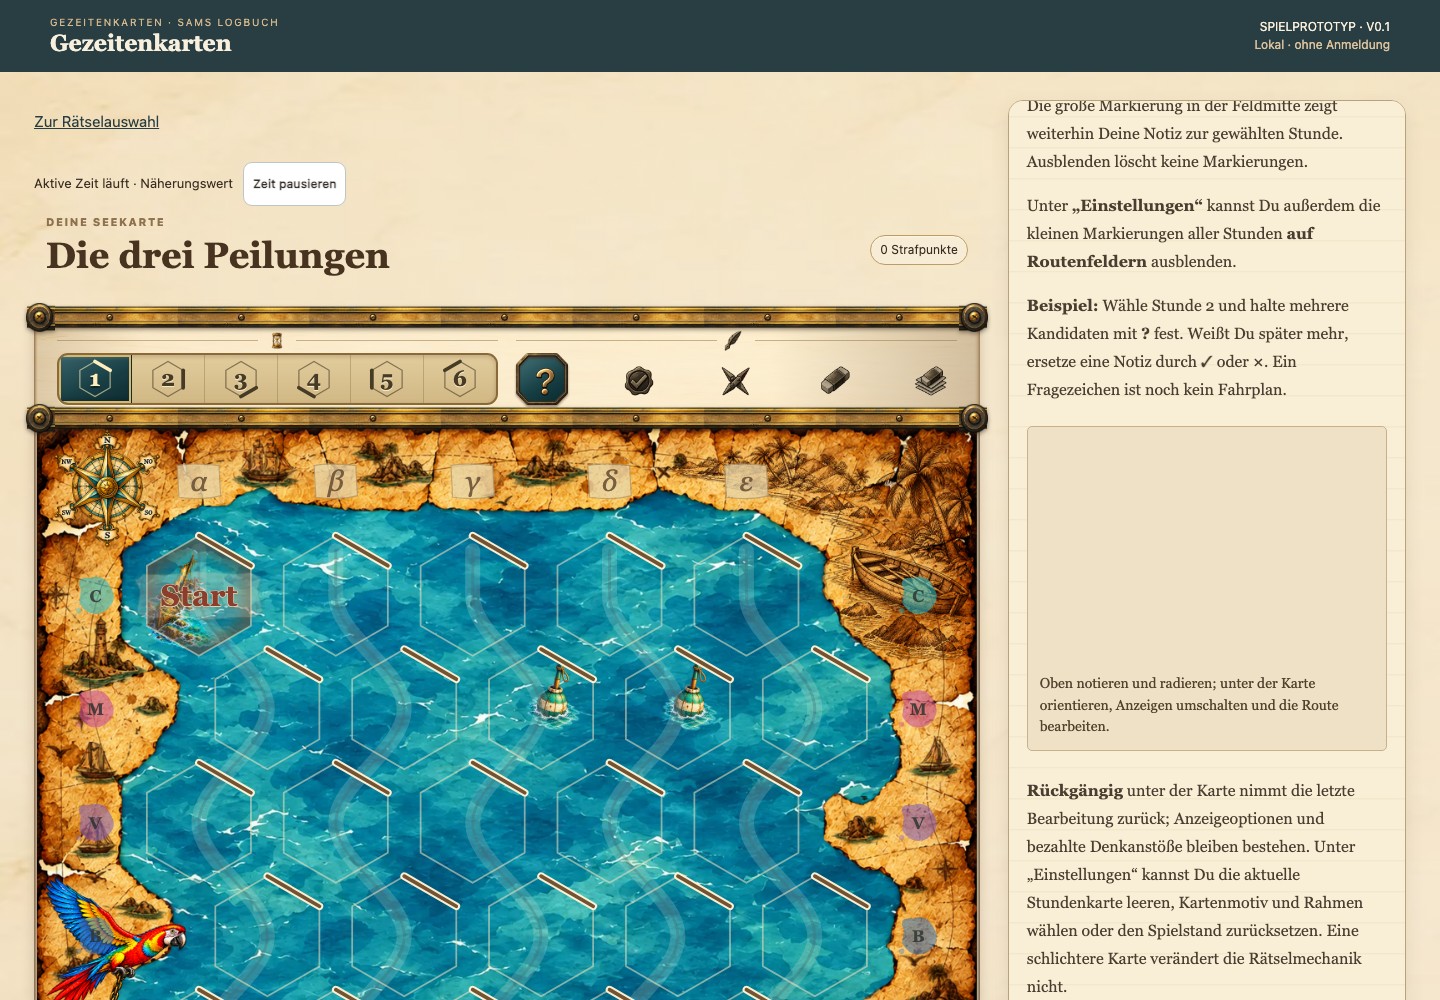 GEZEITENKARTEN · SAMS LOGBUCH
Gezeitenkarten
SPIELPROTOTYP · V0.1
Lokal · ohne Anmeldung
Zur Rätselauswahl
Aktive Zeit läuft · Näherungswert
Zeit pausieren
DEINE SEEKARTE
Die drei Peilungen
0 Strafpunkte
1 2 3 4 5 6 ?
N
NW NO
SW SO
S
α β γ δ ε
Start
C C
M M
V V
B B
Die große Markierung in der Feldmitte zeigt
weiterhin Deine Notiz zur gewählten Stunde.
Ausblenden löscht keine Markierungen.
Unter „Einstellungen“ kannst Du außerdem die
kleinen Markierungen aller Stunden auf
Routenfeldern ausblenden.
Beispiel: Wähle Stunde 2 und halte mehrere
Kandidaten mit ? fest. Weißt Du später mehr,
ersetze eine Notiz durch ✓ oder ×. Ein
Fragezeichen ist noch kein Fahrplan.
Oben notieren und radieren; unter der Karte
orientieren, Anzeigen umschalten und die Route
bearbeiten.
Rückgängig unter der Karte nimmt die letzte
Bearbeitung zurück; Anzeigeoptionen und
bezahlte Denkanstöße bleiben bestehen. Unter
„Einstellungen“ kannst Du die aktuelle
Stundenkarte leeren, Kartenmotiv und Rahmen
wählen oder den Spielstand zurücksetzen. Eine
schlichtere Karte verändert die Rätselmechanik
nicht.